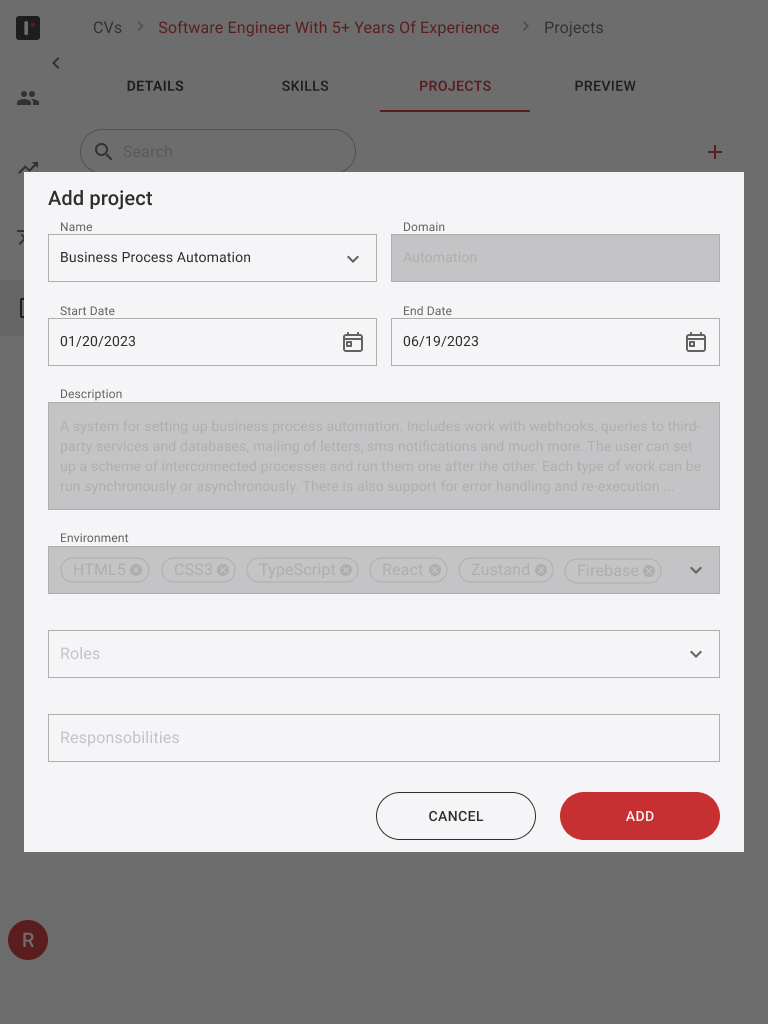 CVs > Software Engineer With 5+ Years Of Experience > Projects
DETAILS SKILLS PROJECTS PREVIEW
Search
Add project
Name Domain
Business Process Automation Automation
Start Date End Date
01/20/2023 06/19/2023
Description
A system for setting up business process automation. Includes work with webhooks, queries to third-
party services and databases, mailing of letters, sms notifications and much more. The user can set
up a scheme of interconnected processes and run them one after the other. Each type of work can be
run synchronously or asynchronously. There is also support for error handling and re-execution ...
Environment
HTML5 CSS3 TypeScript React Zustand Firebase
Roles
Responsobilities
CANCEL ADD
R